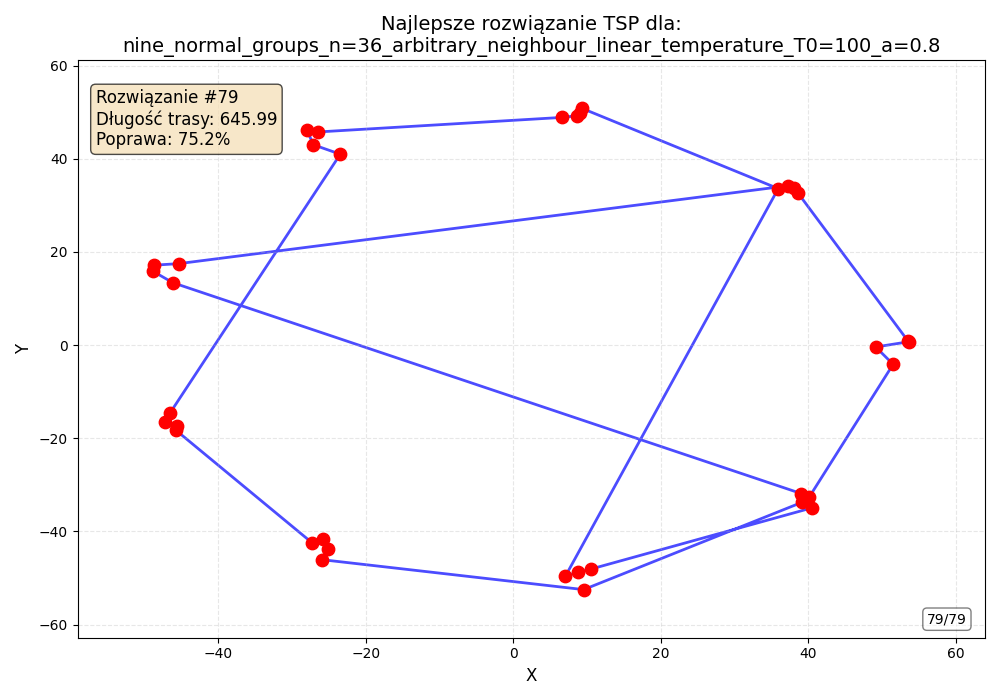 Najlepsze rozwiązanie TSP dla:
nine_normal_groups_n=36_arbitrary_neighbour_linear_temperature_T0=100_a=0.8
Rozwiązanie #79
Długość trasy: 645.99
Poprawa: 75.2%
60
40
20
0
−20
−40
−60
Y
79/79
−40
−20
0
20
40
60
X